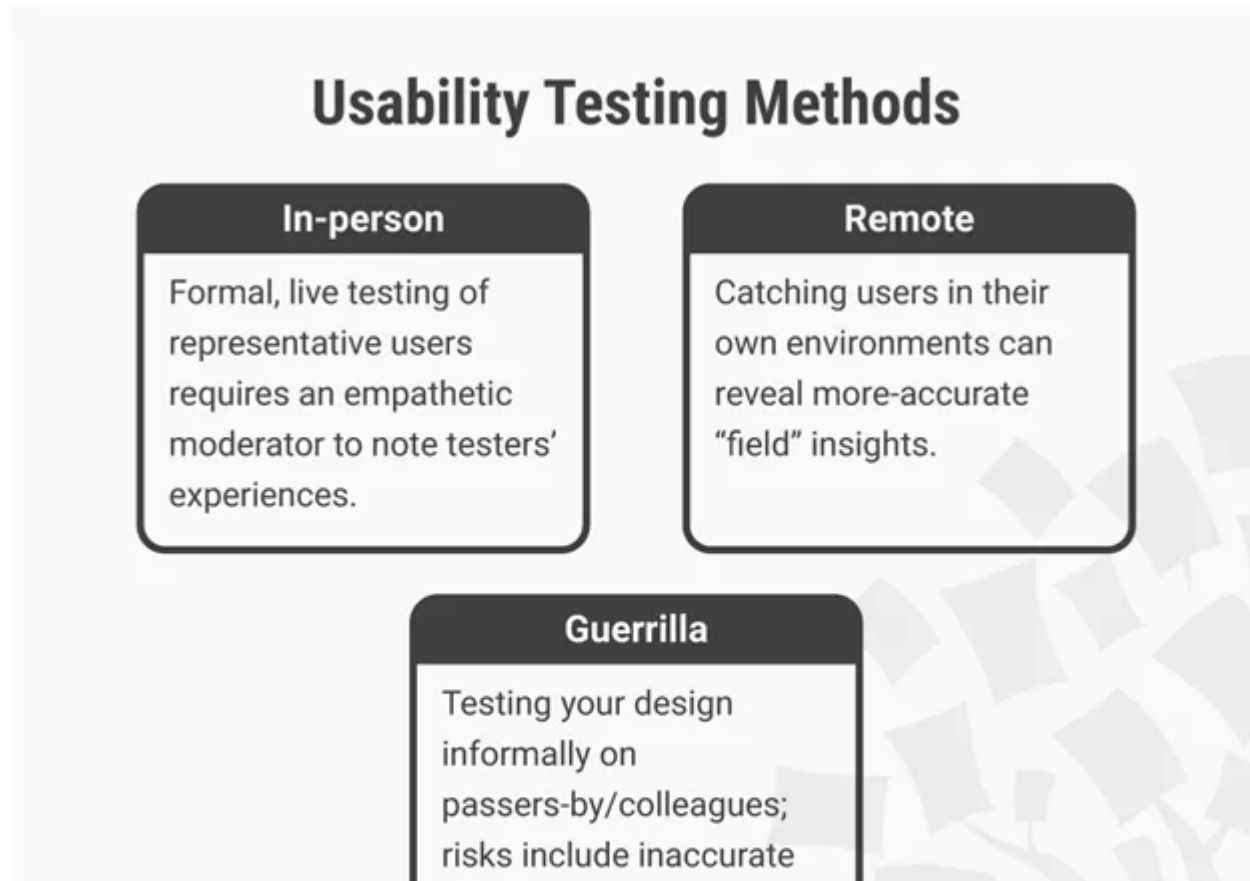 Usability Testing Methods
In-person
Formal, live testing of
representative users
requires an empathetic
moderator to note testers’
experiences.
Remote
Catching users in their
own environments can
reveal more-accurate
“field” insights.
Guerrilla
Testing your design
informally on
passers-by/colleagues;
risks include inaccurate